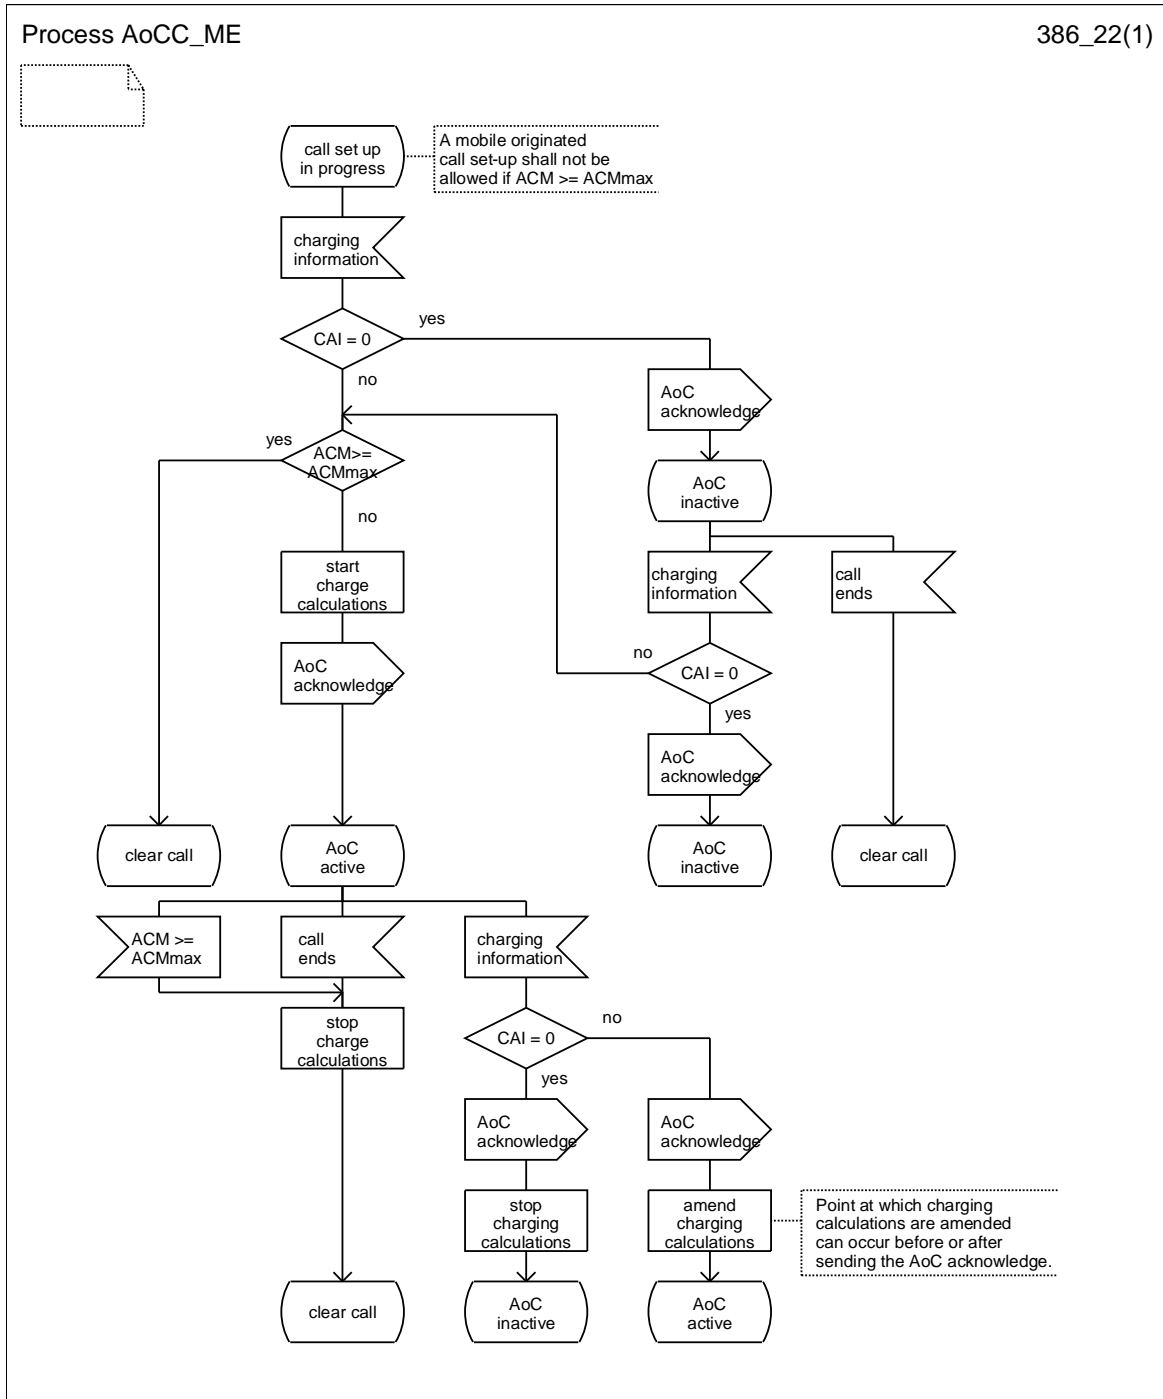 Process AoCC_ME
386_22(1)
call set up
in progress
A mobile originated
call set-up shall not be
allowed if ACM >= ACMmax
charging
information
CAI = 0
yes
no
AoC
acknowledge
yes
ACM>=
ACMmax
no
AoC
inactive
start
charge
calculations
charging
information
call
ends
AoC
acknowledge
no
CAI = 0
yes
AoC
acknowledge
clear call
AoC
active
AoC
inactive
clear call
ACM >=
ACMmax
call
ends
charging
information
stop
charge
calculations
CAI = 0
no
yes
AoC
acknowledge
AoC
acknowledge
stop
charging
calculations
amend
charging
calculations
Point at which charging
calculations are amended
can occur before or after
sending the AoC acknowledge.
clear call
AoC
inactive
AoC
active